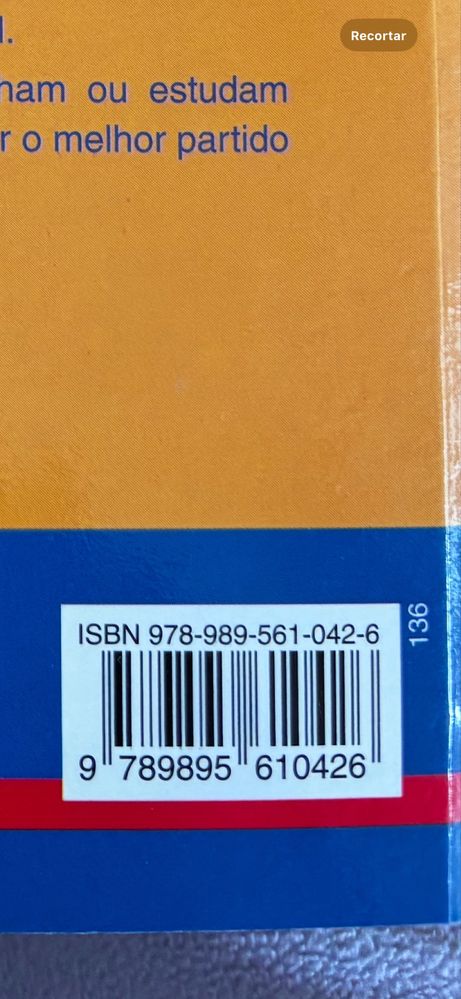 Recortar
l.
ham ou estudam
r o melhor partido
136
ISBN 978-989-561-042-6
9 789895 610426